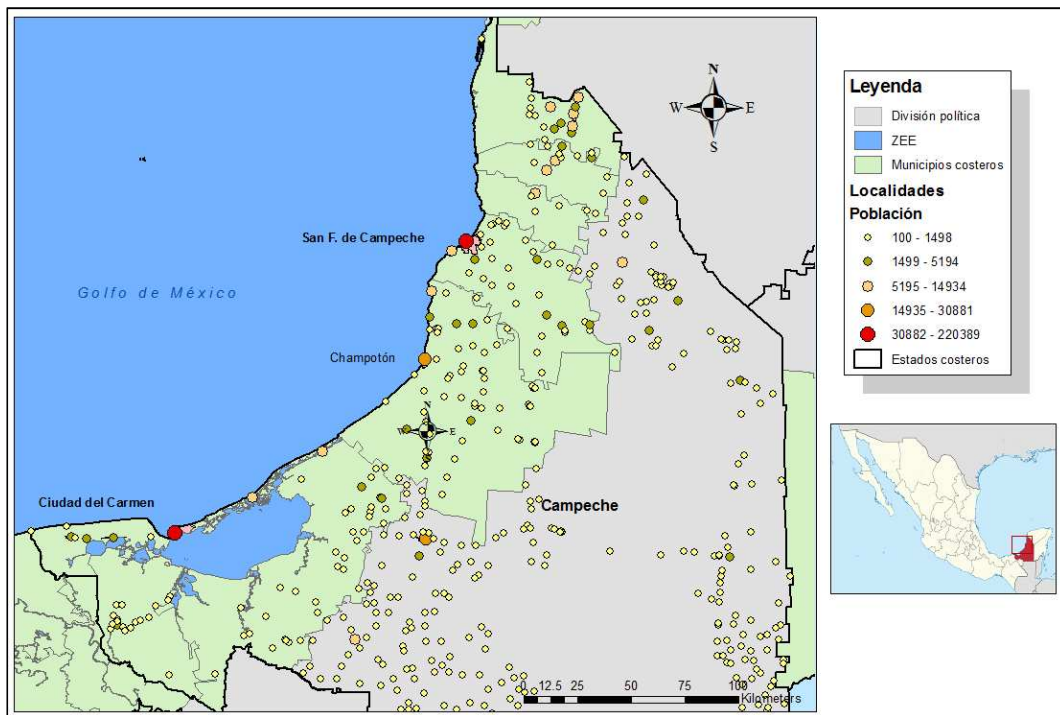 N
W E
S
San F. de Campeche
Golfo de México
Champotón
N
W E
Ciudad del Carmen
Campeche
0 12.5 25 50 75 100
Kilometers
Leyenda
División política
ZEE
Municipios costeros
Localidades
Población
100 - 1498
1499 - 5194
5195 - 14934
14935 - 30881
30882 - 220389
Estados costeros